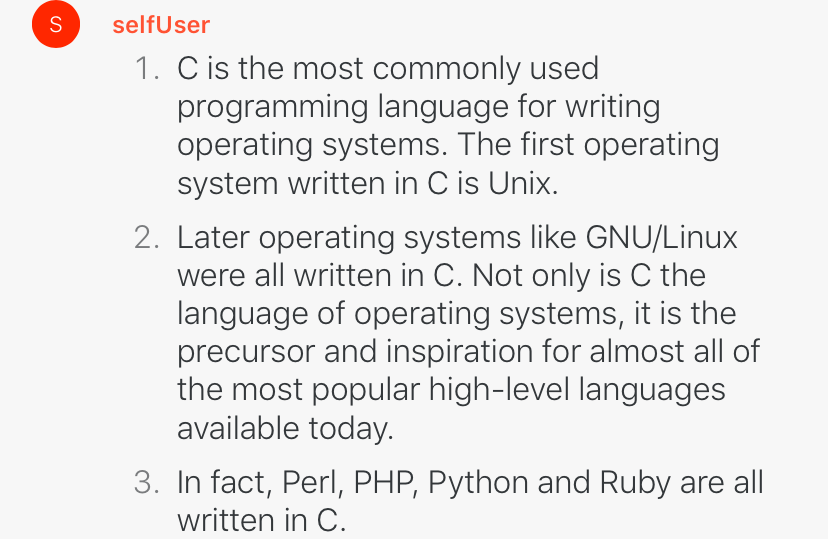 S
selfUser
1. C is the most commonly used
programming language for writing
operating systems. The first operating
system written in C is Unix.
2. Later operating systems like GNU/Linux
were all written in C. Not only is C the
language of operating systems, it is the
precursor and inspiration for almost all of
the most popular high-level languages
available today.
3. In fact, Perl, PHP, Python and Ruby are all
written in C.